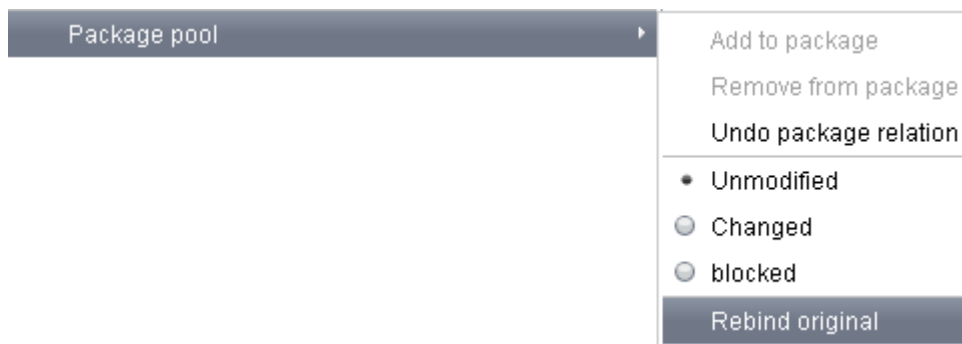 Package pool
Add to package
Remove from package
Undo package relation
Unmodified
Changed
blocked
Rebind original